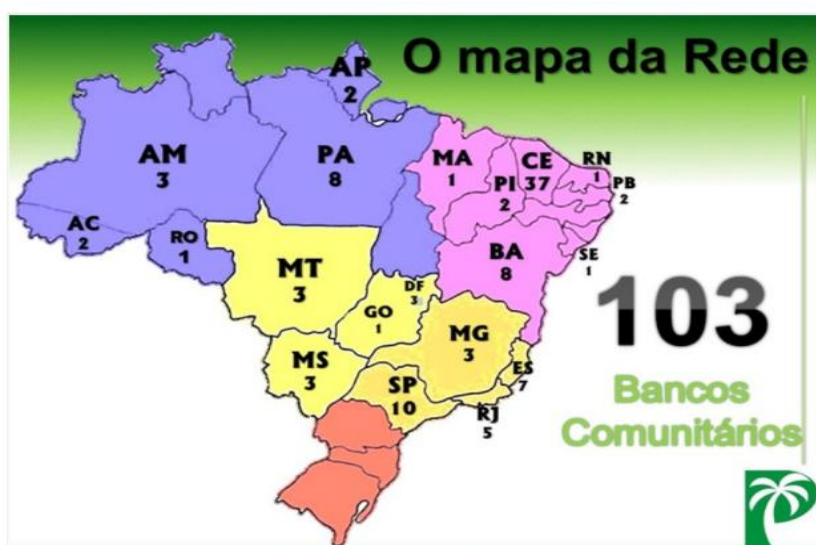 O mapa da Rede
AP
2
AM
3
PA
8
MA
1
CE
37
RN
1
PI
2
PB
2
AC
2
RO
1
BA
8
SE
1
MT
3
DF
3
GO
1
MG
3
MS
3
ES
7
SP
10
RJ
5
103
Bancos
Comunitários